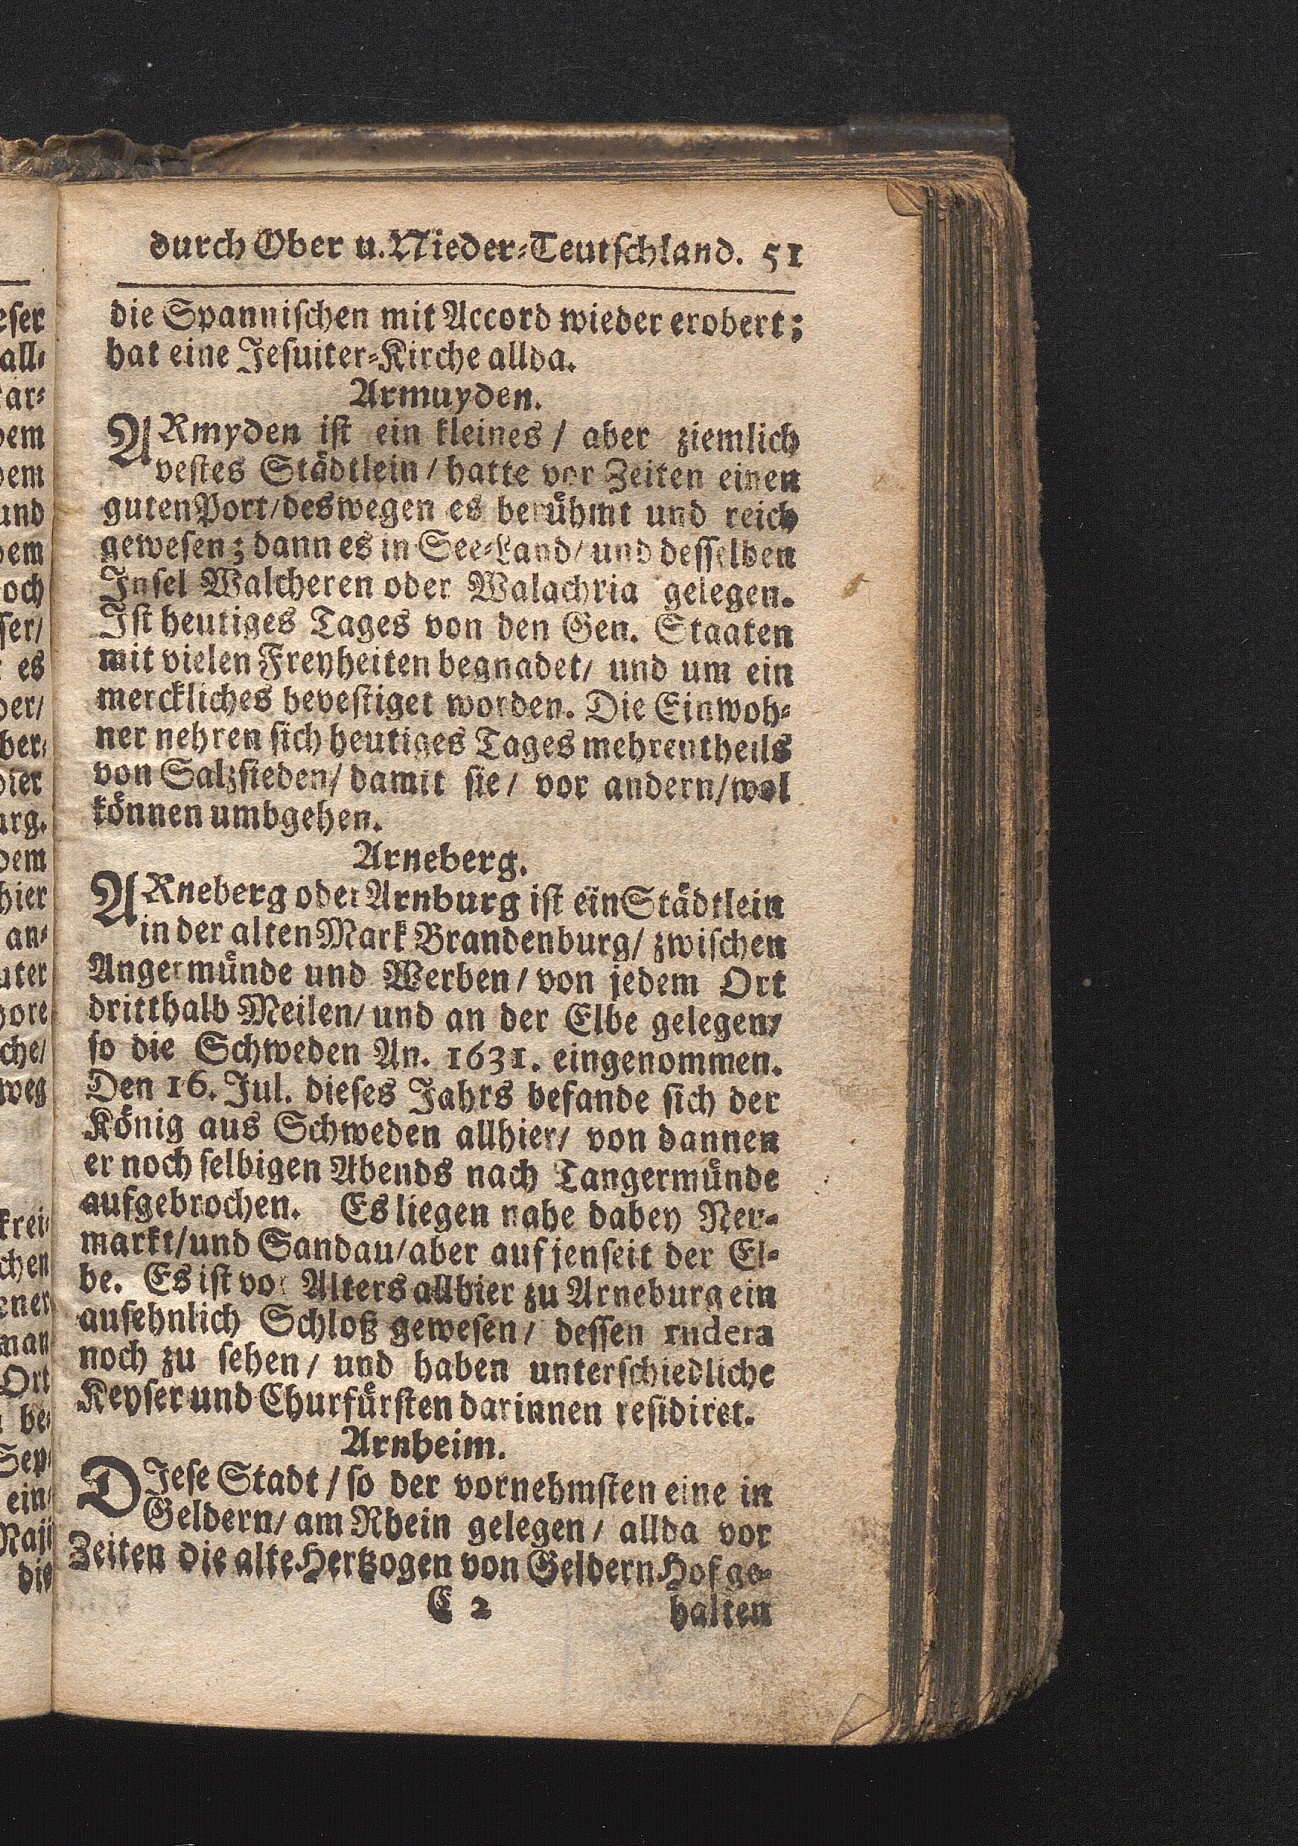 durch Ober u. Nieder-Teutschland. 51
die Spannischen mit Accord wieder erobert;
hat eine Jesuiter-Kirche allda.
Armuyden.
ARmyden ist ein kleines / aber ziemlich
vestes Städtlein / hatte vor Zeiten einen
guten Port/deswegen es berühmt und reich
gewesen; dann es in See-Land/ und desselben
Insel Walcheren oder Walachria gelegen.
Ist heutiges Tages von den Gen. Staaten
mit vielen Freyheiten begnadet/ und um ein
merckliches bevestiget worden. Die Einwoh-
ner nehren sich heutiges Tages mehrentheils
von Salzsieden/ damit sie / vor andern/wol
können umbgehen.
Arneberg.
ARneberg oder Arnburg ist ein Städtlein
in der alten Mark Brandenburg/ zwischen
Angermünde und Werben / von jedem Ort
dritthalb Meilen/ und an der Elbe gelegen/
so die Schweden An. 1631. eingenommen.
Den 16. Jul. dieses Jahrs befande sich der
König aus Schweden allhier/ von dannen
er noch selbigen Abends nach Tangermünde
aufgebrochen. Es liegen nahe dabey Ner-
markt/und Sandau/aber auf jenseit der El-
be. Es ist vor Alters allhier zu Arneburg ein
ansehnlich Schloß gewesen / dessen rudera
noch zu sehen / und haben unterschiedliche
Keyser und Churfürsten darinnen residiret.
Arnheim.
DIese Stadt / so der vornehmsten eine in
Geldern/ am Rhein gelegen / allda vor
Zeiten die alte Hertzogen von Geldern Hof ge-
C 2 halten